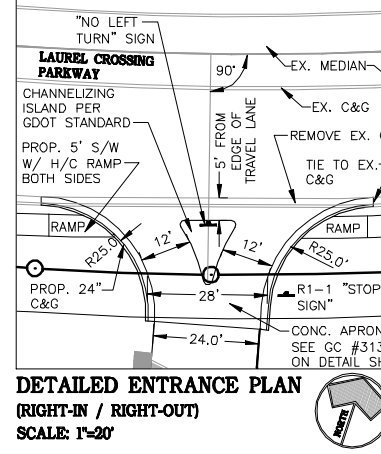 "NO LEFT
TURN" SIGN
LAUREL CROSSING
PARKWAY
90°
EX. MEDIAN
CHANNELIZING
ISLAND PER
GDOT STANDARD
EX. C&G
5' FROM
EDGE OF
TRAVEL LANE
REMOVE EX.
PROP. 5' S/W
W/ H/C RAMP
BOTH SIDES
TIE TO EX.
C&G
RAMP
RAMP
R25.0'
12'
12'
R25.0'
PROP. 24"
C&G
28'
R1-1 "STOP
SIGN"
24.0'
CONC. APRON
SEE GC #313
ON DETAIL SH
DETAILED ENTRANCE PLAN
(RIGHT-IN / RIGHT-OUT)
SCALE: 1"=20'
NORTH